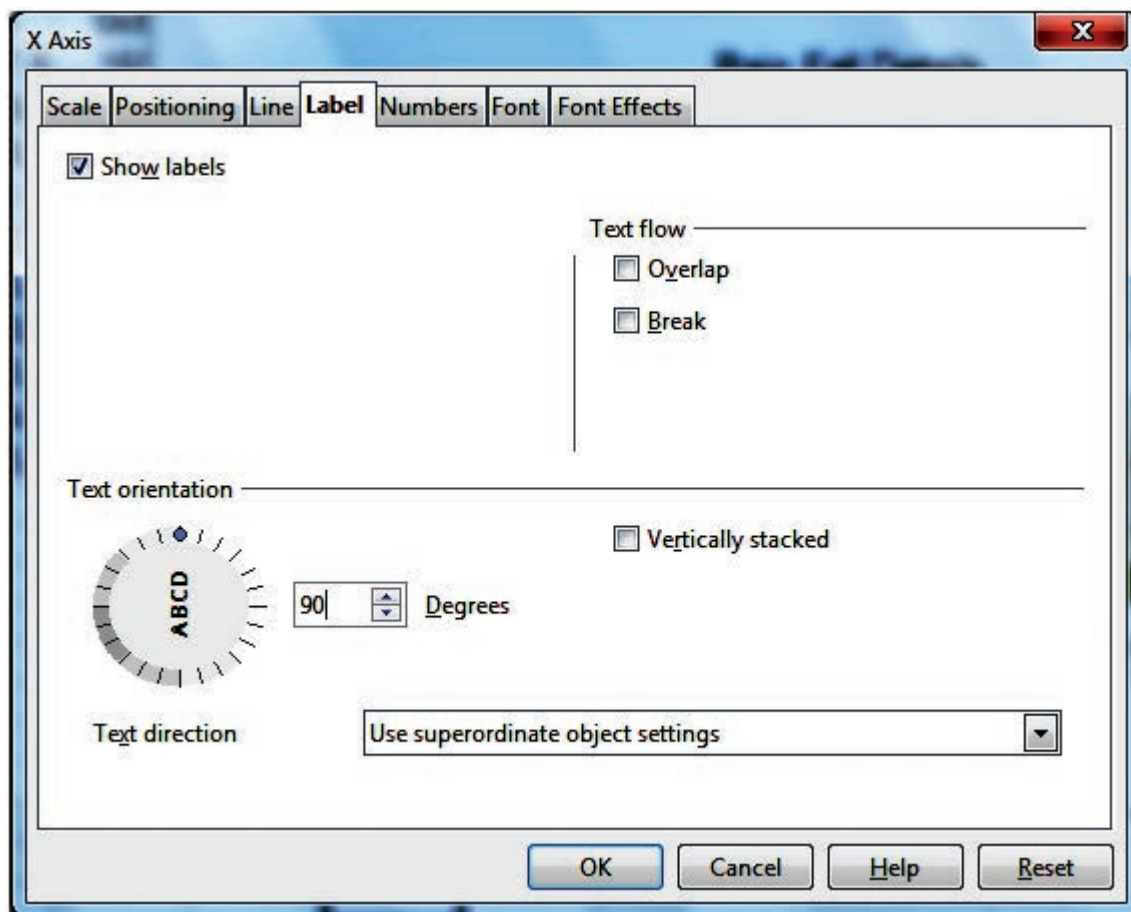 X Axis
Scale Positioning Line Label Numbers Font Font Effects
Show labels
Text flow
Overlap
Break
Text orientation
Vertically stacked
ABCD
90 Degrees
Text direction Use superordinate object settings
OK Cancel Help Reset